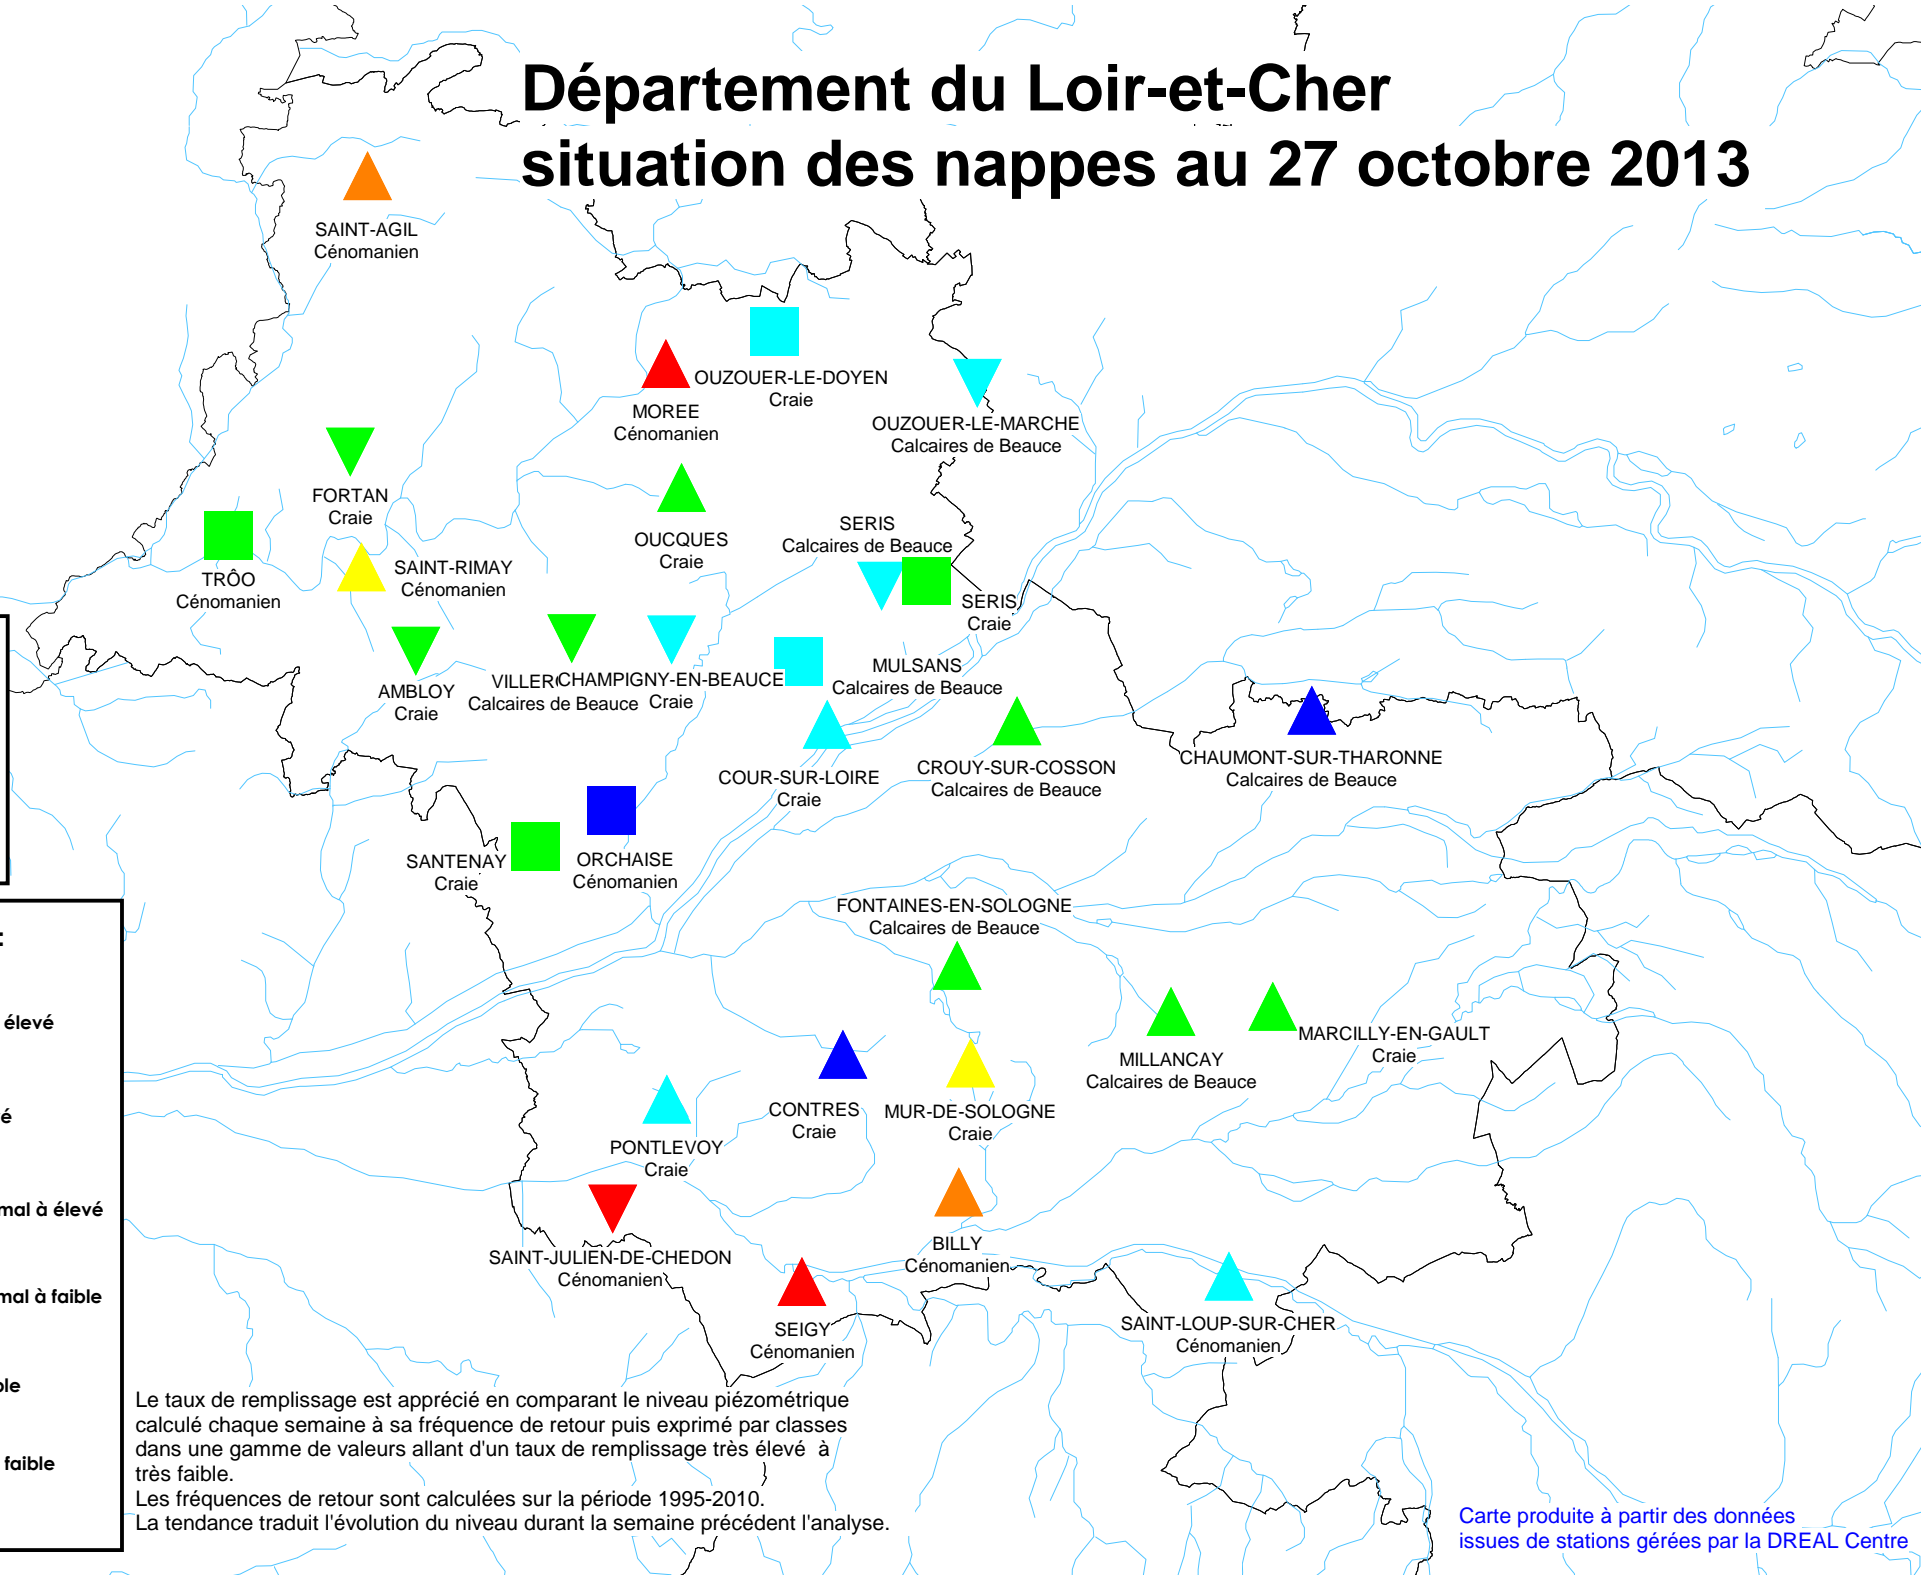 Département du Loir-et-Cher
situation des nappes au 27 octobre 2013
SAINT-AGIL
Cénomanien
OUZOUER-LE-DOYEN
Craie
MOREE
Cénomanien
OUZOUER-LE-MARCHE
Calcaires de Beauce
FORTAN
Craie
OUCQUES
Craie
SERIS
Calcaires de Beauce
TRÔO
Cénomanien
SAINT-RIMAY
Cénomanien
SERIS
Craie
AMBLOY
Craie
Calcaires de Beauce
CHAMPIGNY-EN-BEAUCE
Craie
MULSANS
Calcaires de Beauce
COUR-SUR-LOIRE
Craie
CROUY-SUR-COSSON
Calcaires de Beauce
CHAUMONT-SUR-THARONNE
Calcaires de Beauce
SANTENAY
Craie
ORCHAISE
Cénomanien
FONTAINES-EN-SOLOGNE
Calcaires de Beauce
MILLANCAY
Calcaires de Beauce
MARCILLY-EN-GAULT
Craie
CONTRES
Craie
MUR-DE-SOLOGNE
Craie
PONTLEVOY
Craie
SAINT-JULIEN-DE-CHEDON
Cénomanien
BILLY
Cénomanien
SEIGY
Cénomanien
SAINT-LOUP-SUR-CHER
Cénomanien
:
élevé
à élevé
à faible
faible
Le taux de remplissage est apprécié en comparant le niveau piézométrique
calculé chaque semaine à sa fréquence de retour puis exprimé par classes
dans une gamme de valeurs allant d'un taux de remplissage très élevé à
très faible.
Les fréquences de retour sont calculées sur la période 1995-2010.
La tendance traduit l'évolution du niveau durant la semaine précédent l'analyse.
Carte produite à partir des données
issues de stations gérées par la DREAL Centre